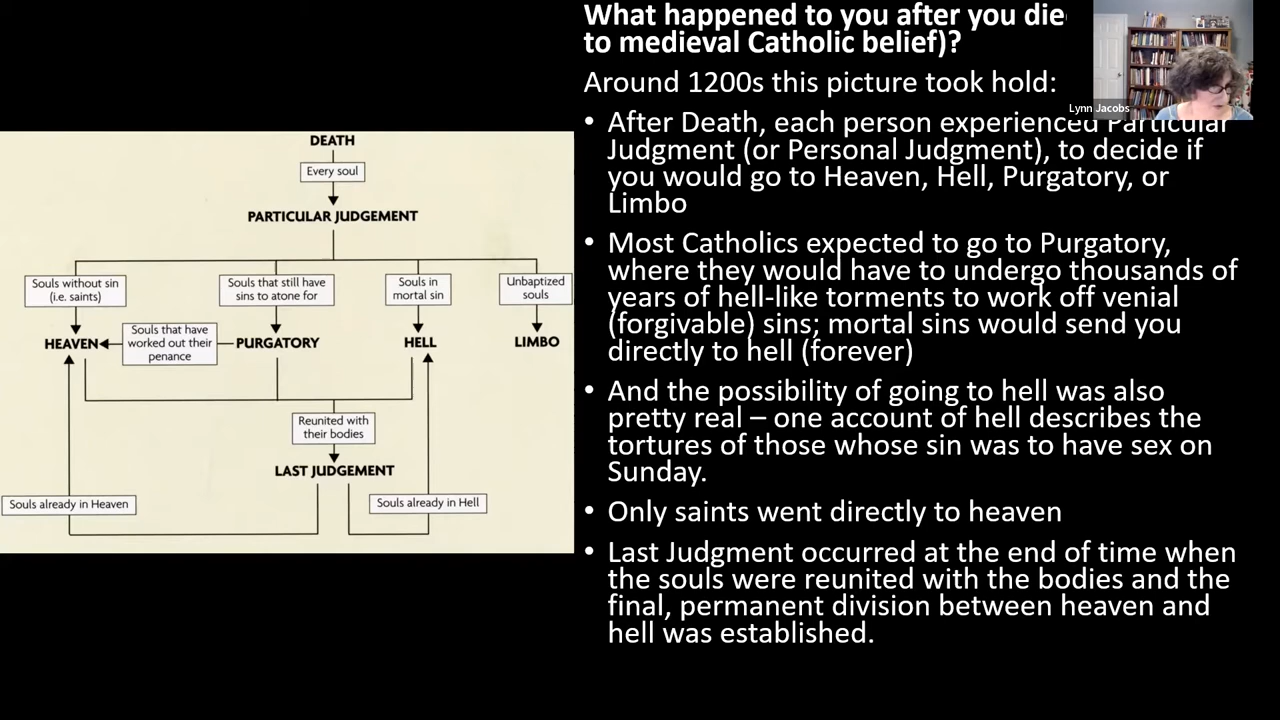 What happened to you after you die
to medieval Catholic belief)?
Lynn Jacobs
Around 1200s this picture took hold:
• After Death, each person experienced Particular
Judgment (or Personal Judgment), to decide if
you would go to Heaven, Hell, Purgatory, or
Limbo
• Most Catholics expected to go to Purgatory,
where they would have to undergo thousands of
years of hell-like torments to work off venial
(forgivable) sins; mortal sins would send you
directly to hell (forever)
• And the possibility of going to hell was also
pretty real – one account of hell describes the
tortures of those whose sin was to have sex on
Sunday.
• Only saints went directly to heaven
• Last Judgment occurred at the end of time when
the souls were reunited with the bodies and the
final, permanent division between heaven and
hell was established.
DEATH
Every soul
PARTICULAR JUDGEMENT
Souls without sin
(i.e. saints)
Souls that still have
sins to atone for
Souls in
mortal sin
Unbaptized
souls
HEAVEN
Souls that have
worked out their
penance
PURGATORY
HELL
LIMBO
Reunited with
their bodies
LAST JUDGEMENT
Souls already in Heaven
Souls already in Hell